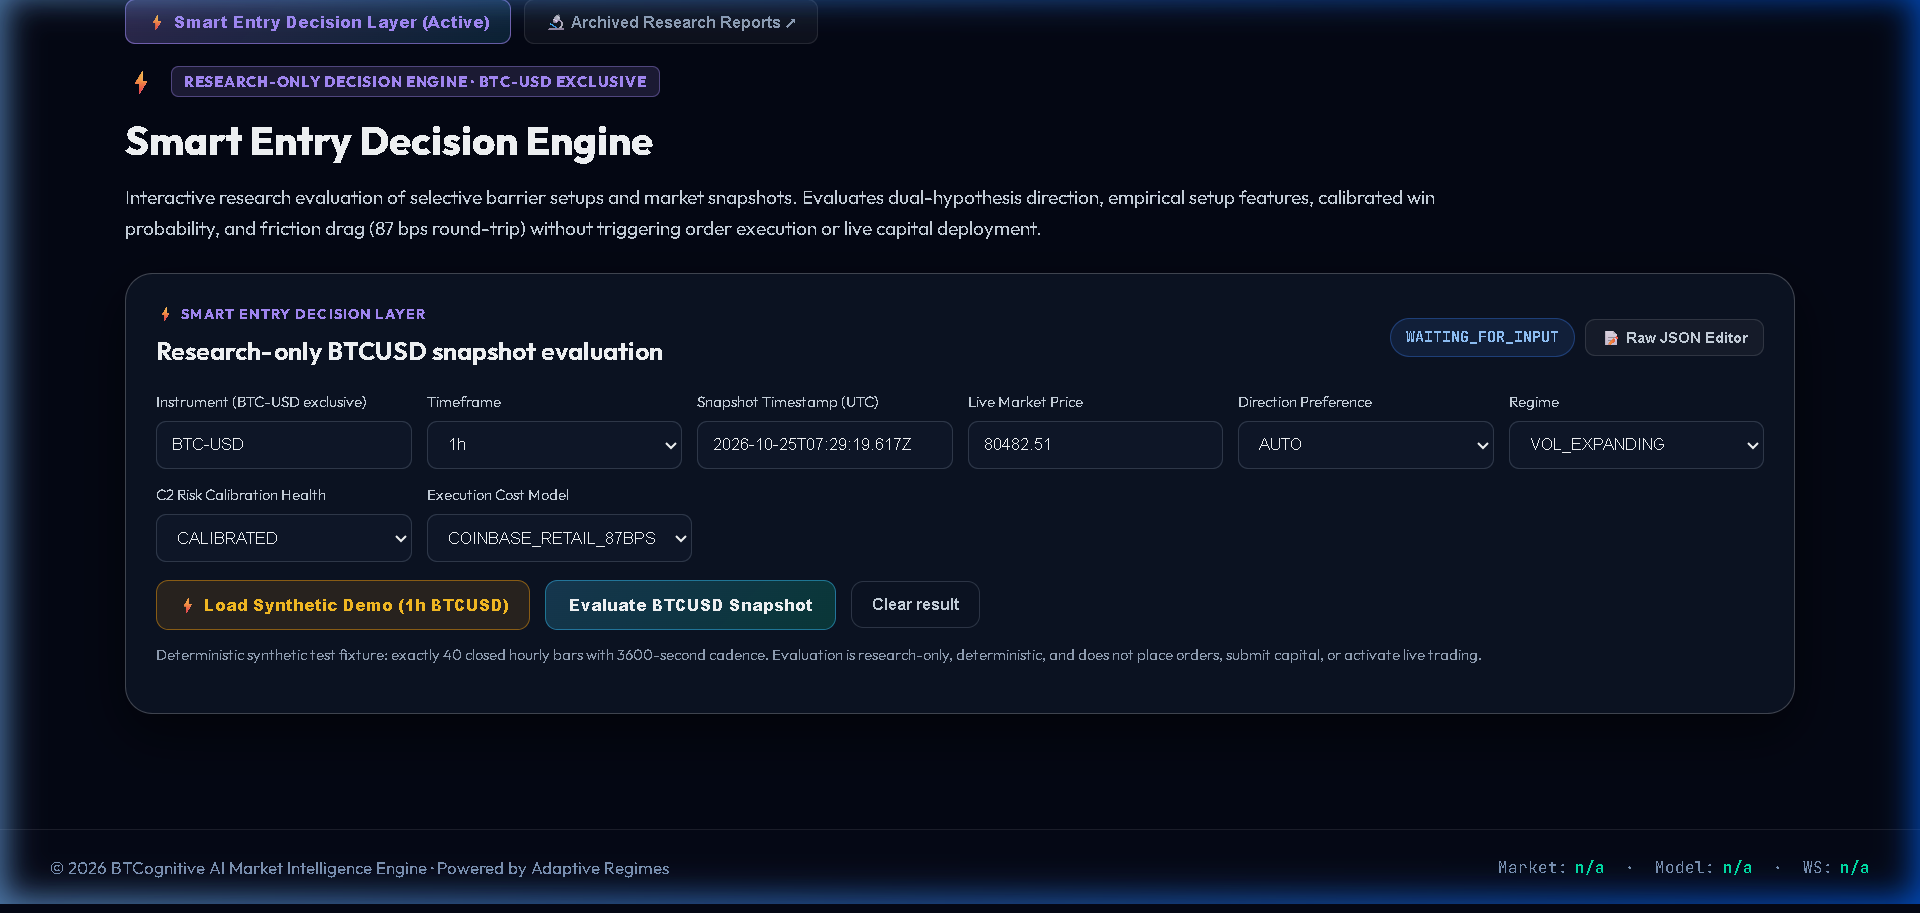 Smart Entry Decision Layer (Active)
Archived Research Reports ↗
RESEARCH-ONLY DECISION ENGINE · BTC-USD EXCLUSIVE
Smart Entry Decision Engine
Interactive research evaluation of selective barrier setups and market snapshots. Evaluates dual-hypothesis direction, empirical setup features, calibrated win
probability, and friction drag (87 bps round-trip) without triggering order execution or live capital deployment.
SMART ENTRY DECISION LAYER
Research-only BTCUSD snapshot evaluation
WAITING_FOR_INPUT
Raw JSON Editor
Instrument (BTC-USD exclusive)
BTC-USD
Timeframe
1h
Snapshot Timestamp (UTC)
2026-10-25T07:29:19.617Z
Live Market Price
80482.51
Direction Preference
AUTO
Regime
VOL_EXPANDING
C2 Risk Calibration Health
CALIBRATED
Execution Cost Model
COINBASE_RETAIL_87BPS
Load Synthetic Demo (1h BTCUSD)
Evaluate BTCUSD Snapshot
Clear result
Deterministic synthetic test fixture: exactly 40 closed hourly bars with 3600-second cadence. Evaluation is research-only, deterministic, and does not place orders, submit capital, or activate live trading.
© 2026 BTCognitive AI Market Intelligence Engine · Powered by Adaptive Regimes
Market: n/a · Model: n/a · WS: n/a